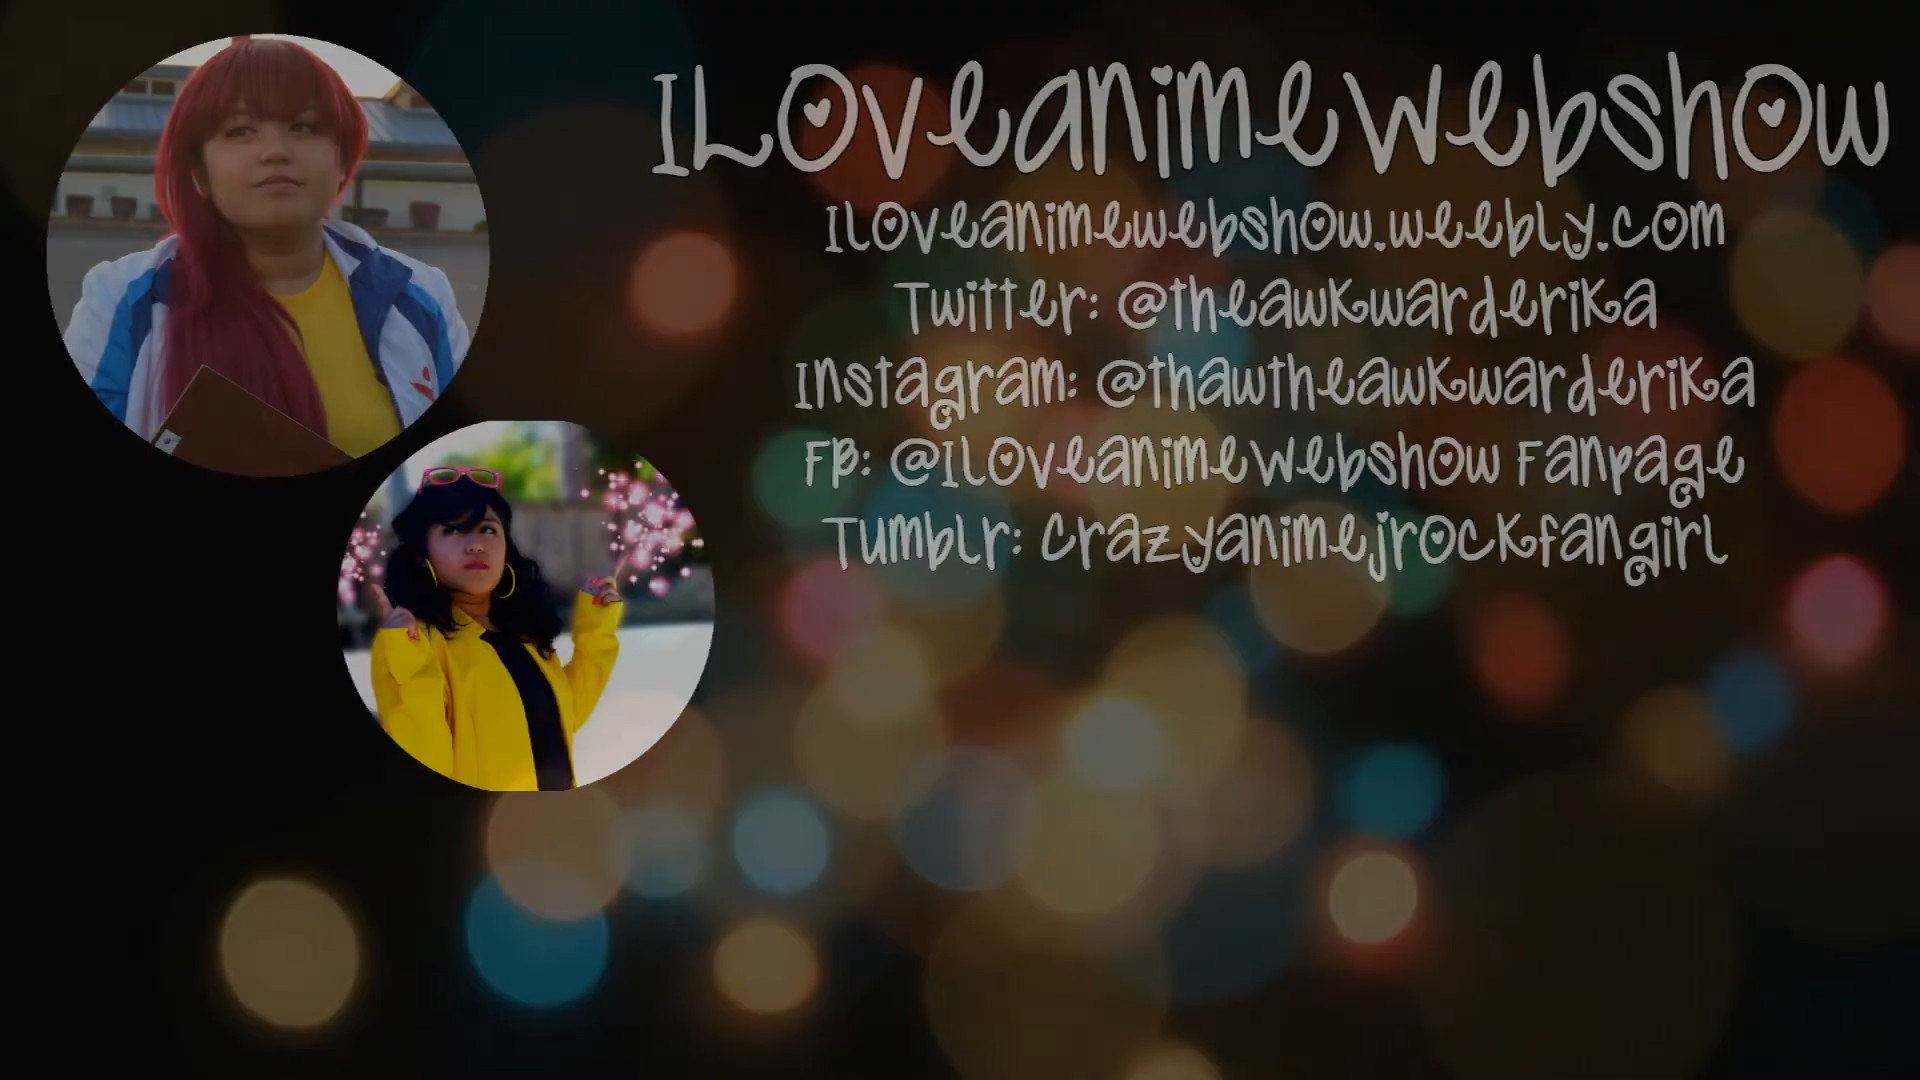 ILoveanimewebshow
Iloveanimewebshow.weebly.com
Twitter: @theawkwarderika
Instagram: @thawtheawkwarderika
FB: @Iloveanimewebshow Fanpage
Tumblr: crazyanimejrockfangirl